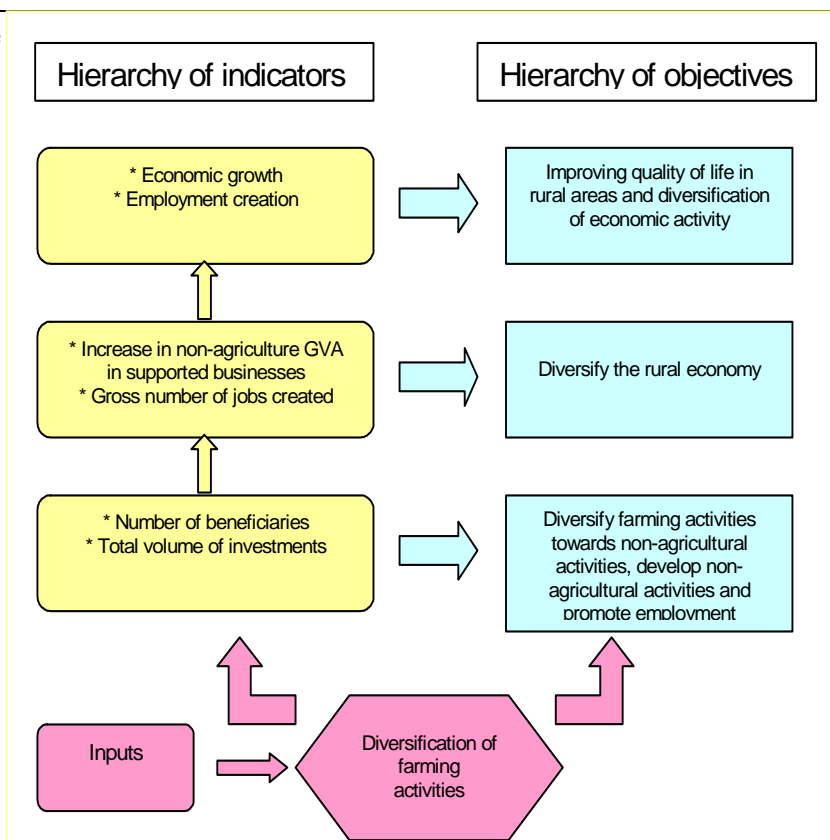 Hierarchy of indicators
Hierarchy of objectives
* Economic growth
* Employment creation
Improving quality of life in
rural areas and diversification
of economic activity
* Increase in non-agriculture GVA
in supported businesses
* Gross number of jobs created
Diversify the rural economy
* Number of beneficiaries
* Total volume of investments
Diversify farming activities
towards non-agricultural
activities, develop non-
agricultural activities and
promote employment
Inputs
Diversification of
farming
activities